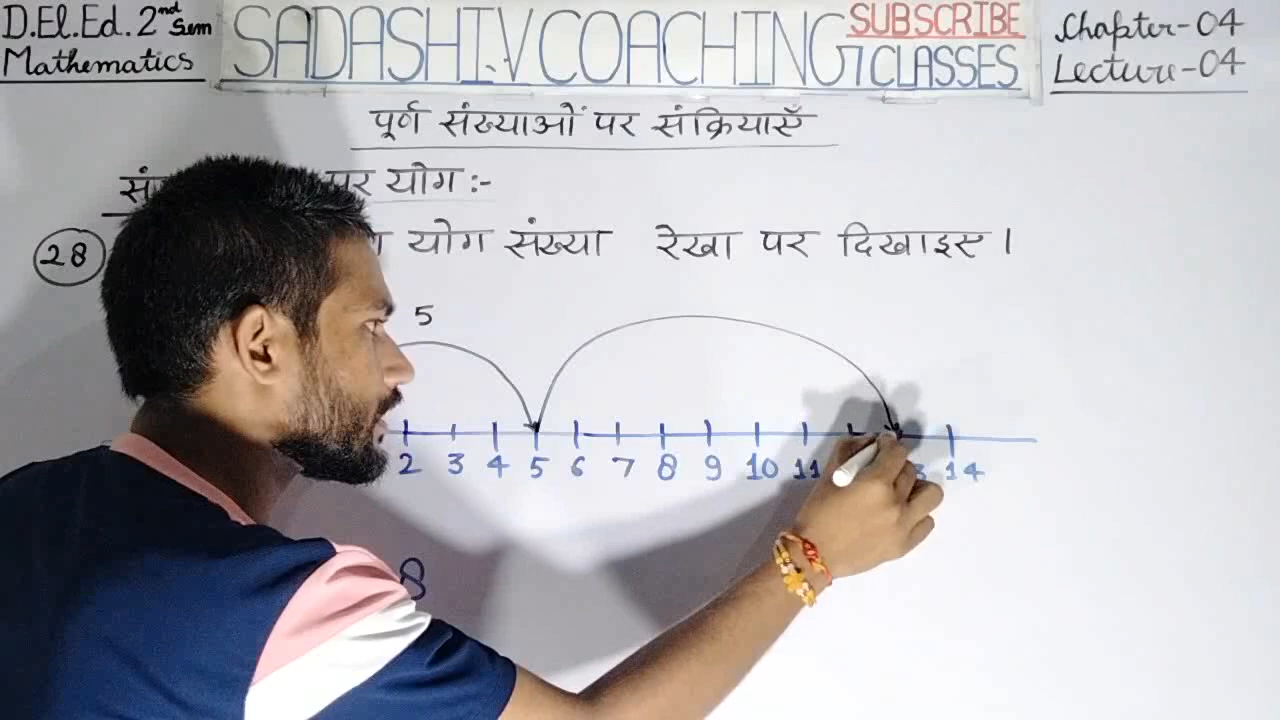 D.El.Ed. 2nd Sem
Mathematics
SADASHIV COACHING CLASSES
SUBSCRIBE
Chapter-04
Lecture-04
पूर्ण संख्याओं पर संक्रियाएँ
पर योग :-
28 योग संख्या रेखा पर दिखाइए ।
5
2 3 4 5 6 7 8 9 10 11 14
8